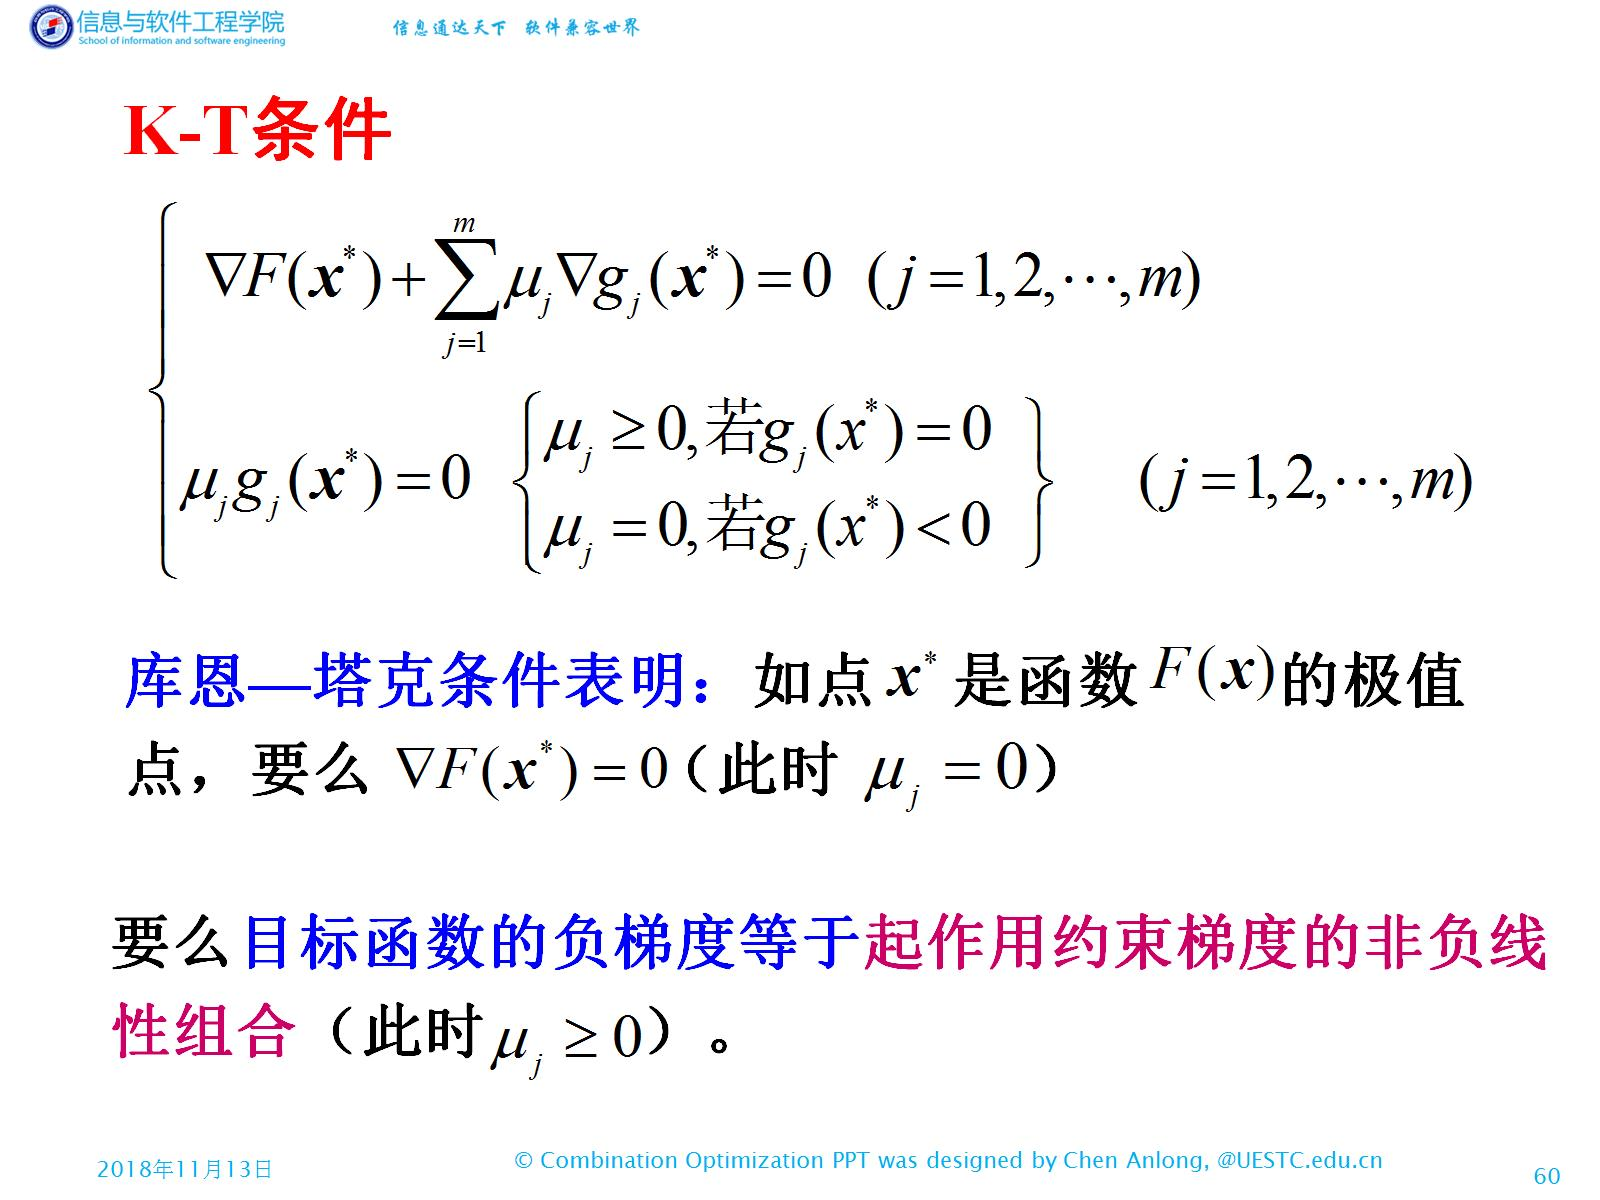 信息与软件工程学院
School of information and software engineering
信息通达天下 软件兼容世界
K-T条件
∇F(x*)+∑_{j=1}^{m} μ_j∇g_j(x*)=0 (j=1,2,⋯,m)
μ_j g_j(x*)=0 { μ_j≥0,若g_j(x*)=0 μ_j=0,若g_j(x*)<0 } (j=1,2,⋯,m)
库恩—塔克条件表明：如点 x* 是函数 F(x) 的极值
点，要么 ∇F(x*)=0（此时 μ_j=0）
要么目标函数的负梯度等于起作用约束梯度的非负线
性组合（此时 μ_j≥0）。
2018年11月13日
© Combination Optimization PPT was designed by Chen Anlong, @UESTC.edu.cn
60